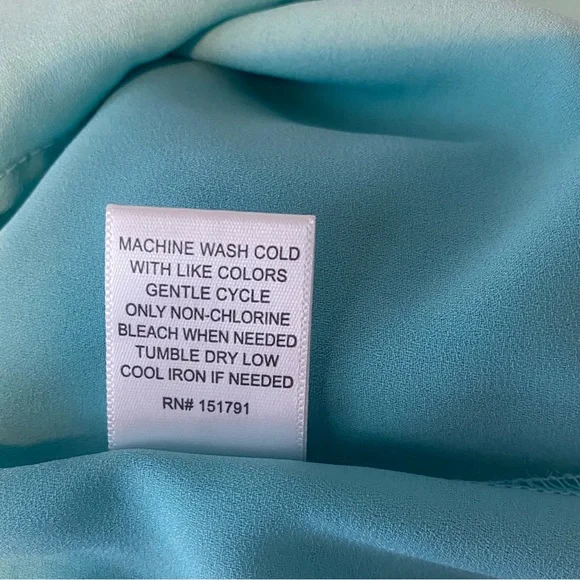 MACHINE WASH COLD
WITH LIKE COLORS
GENTLE CYCLE
ONLY NON-CHLORINE
BLEACH WHEN NEEDED
TUMBLE DRY LOW
COOL IRON IF NEEDED
RN# 151791